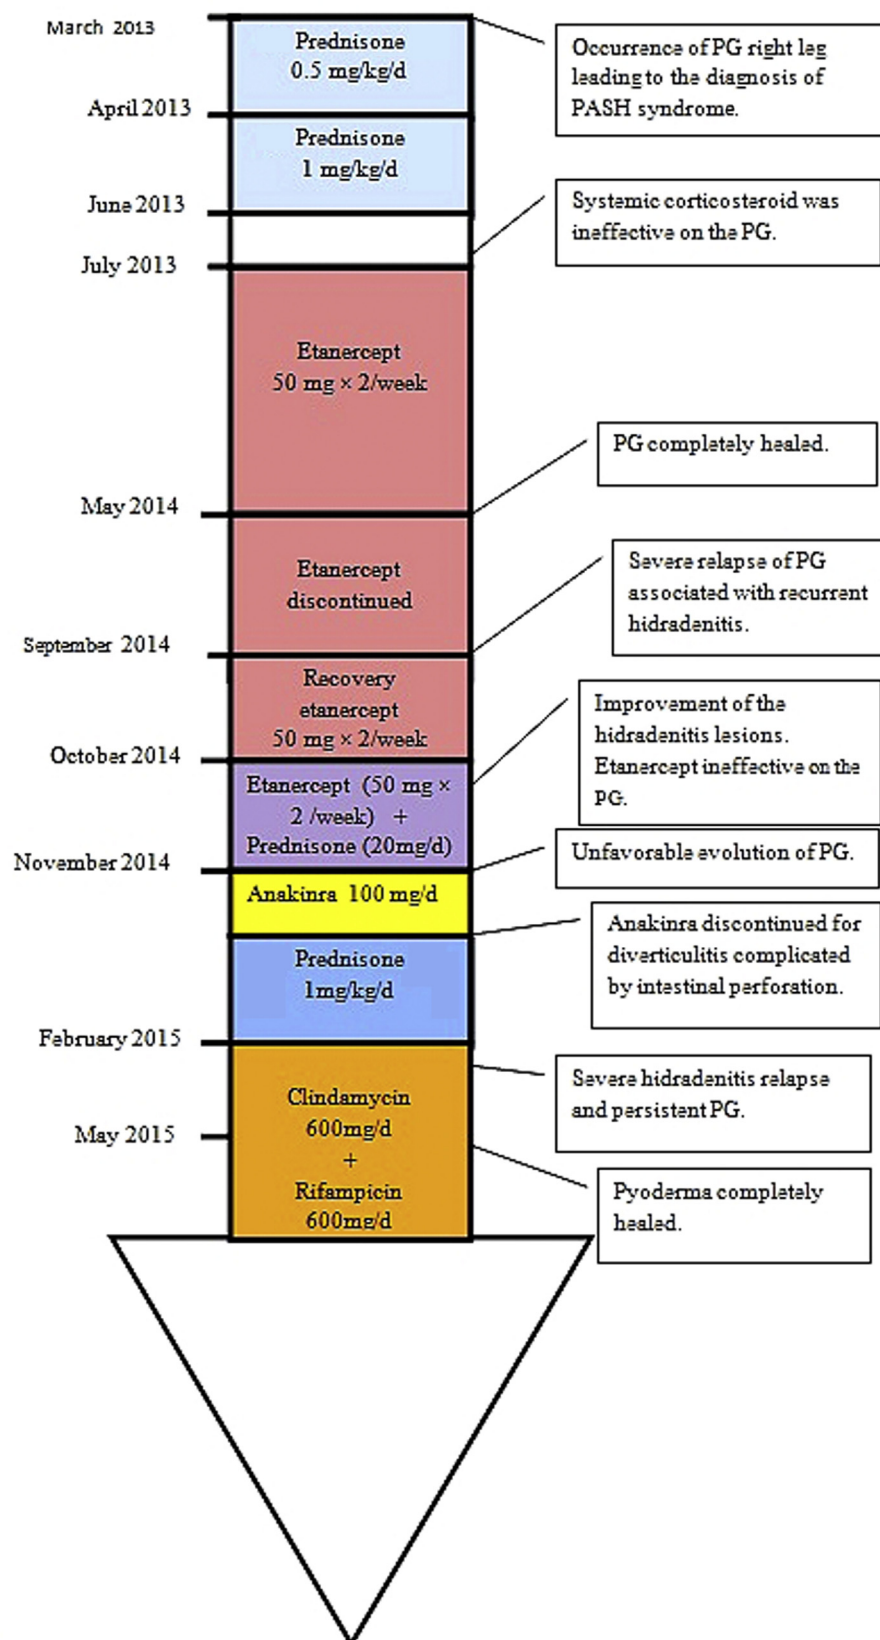 March 2013
Prednisone
0.5 mg/kg/d
Occurrence of PG right leg
leading to the diagnosis of
PASH syndrome.
April 2013
Prednisone
1 mg/kg/d
June 2013
Systemic corticosteroid was
ineffective on the PG.
July 2013
Etanercept
50 mg × 2/week
PG completely healed.
May 2014
Etanercept
discontinued
Severe relapse of PG
associated with recurrent
hidradenitis.
September 2014
Recovery
etanercept
50 mg × 2/week
Improvement of the
hidradenitis lesions.
Etanercept ineffective on the
PG.
October 2014
Etanercept (50 mg ×
2 /week) +
Prednisone (20mg/d)
Unfavorable evolution of PG.
November 2014
Anakinra 100 mg/d
Anakinra discontinued for
diverticulitis complicated
by intestinal perforation.
Prednisone
1mg/kg/d
February 2015
Severe hidradenitis relapse
and persistent PG.
Clindamycin
600mg/d
+
Rifampicin
600mg/d
May 2015
Pyoderma completely
healed.